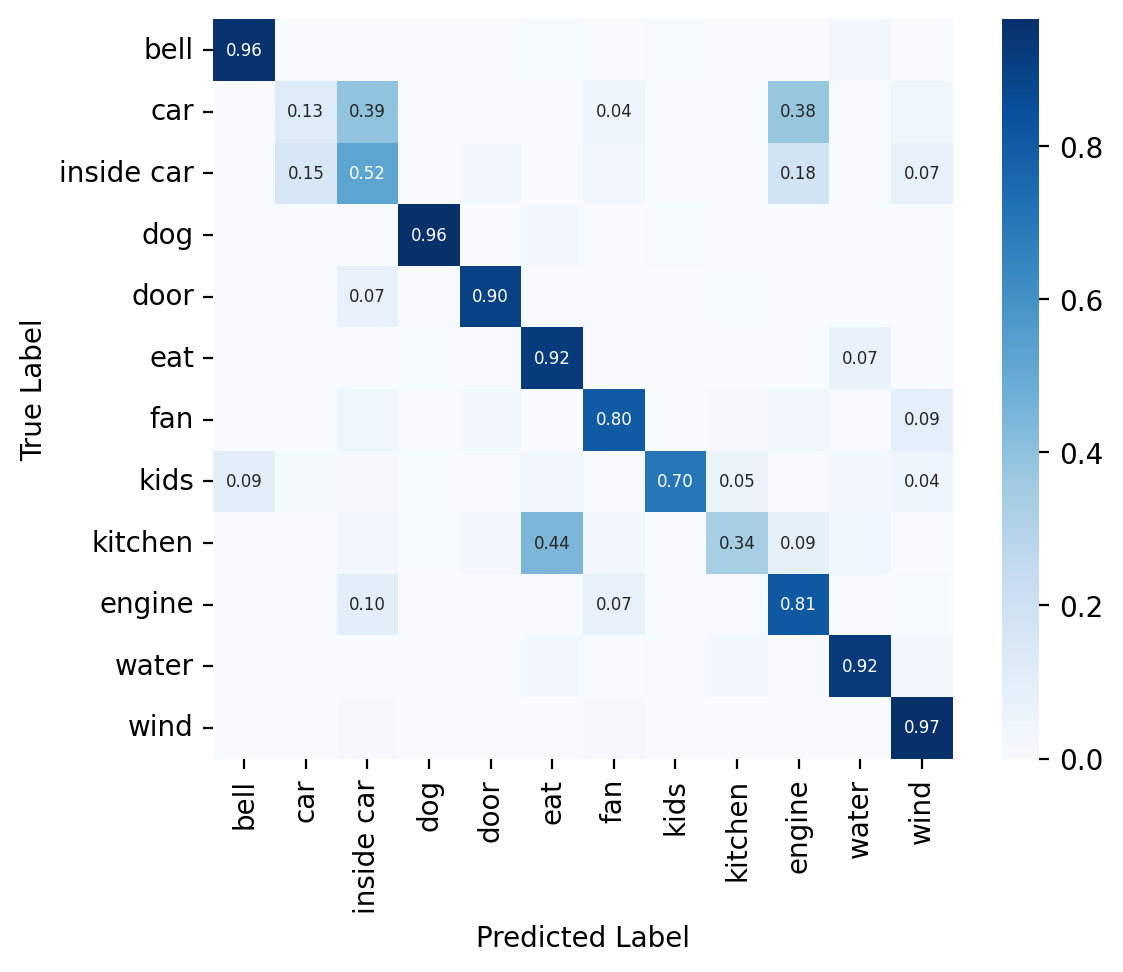 bell 0.96
car 0.13 0.39 0.04 0.38
inside car 0.15 0.52 0.18 0.07
dog 0.96
door 0.07 0.90
eat 0.92 0.07
fan 0.80 0.09
kids 0.09 0.70 0.05 0.04
kitchen 0.44 0.34 0.09
engine 0.10 0.07 0.81
water 0.92
wind 0.97
True Label
bell car inside car dog door eat fan kids kitchen engine water wind
Predicted Label
0.8
0.6
0.4
0.2
0.0